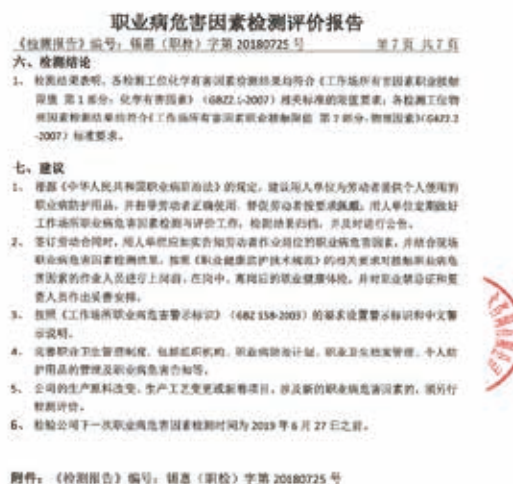 职业病危害因素检测评价报告
《检测报告》编号：锡惠（职检）字第 20180725 号 第 7 页 共 7 页
六、检测结论
1、 检测结果表明，各检测工位化学有害因素检测结果均符合《工作场所有害因素职业接触
限值 第 1 部分：化学有害因素》（GBZ2.1-2007）相关标准的限值要求；各检测工位物
理因素检测结果均符合《工作场所有害因素职业接触限值 第 2 部分：物理因素》（GBZ2.2
-2007）标准要求。
七、建议
1、 根据《中华人民共和国职业病防治法》的规定，建议用人单位为劳动者提供个人使用的
职业病防护用品，并指导劳动者正确使用，督促劳动者按要求佩戴；用人单位定期做好
工作场所职业病危害因素检测与评价工作，检测结果归档，并及时进行公告。
2、 签订劳动合同时，用人单位应如实告知劳动者作业岗位的职业病危害因素，并结合现场
职业病危害因素检测结果，按照《职业健康监护技术规范》的相关要求对接触职业病危
害因素的作业人员进行上岗前、在岗中、离岗后的职业健康体检，并对职业禁忌证和
人员作出妥善安排。
3、 按照《工作场所职业病危害警示标识》（GBZ 158-2003）的要求设置警示标识和中文警
示说明。
4、 完善职业卫生管理制度，包括组织机构、职业病防治计划、职业卫生档案管理、个人防
护用品的管理及职业病危害告知等。
5、 公司的生产原料改变、生产工艺变更或新增项目，涉及新的职业病危害因素的，须另行
检测评价。
6、 检验公司下一次职业病危害因素检测时间为 2019 年 6 月 27 日之前。
附件：《检测报告》编号：锡惠（职检）字第 20180725 号